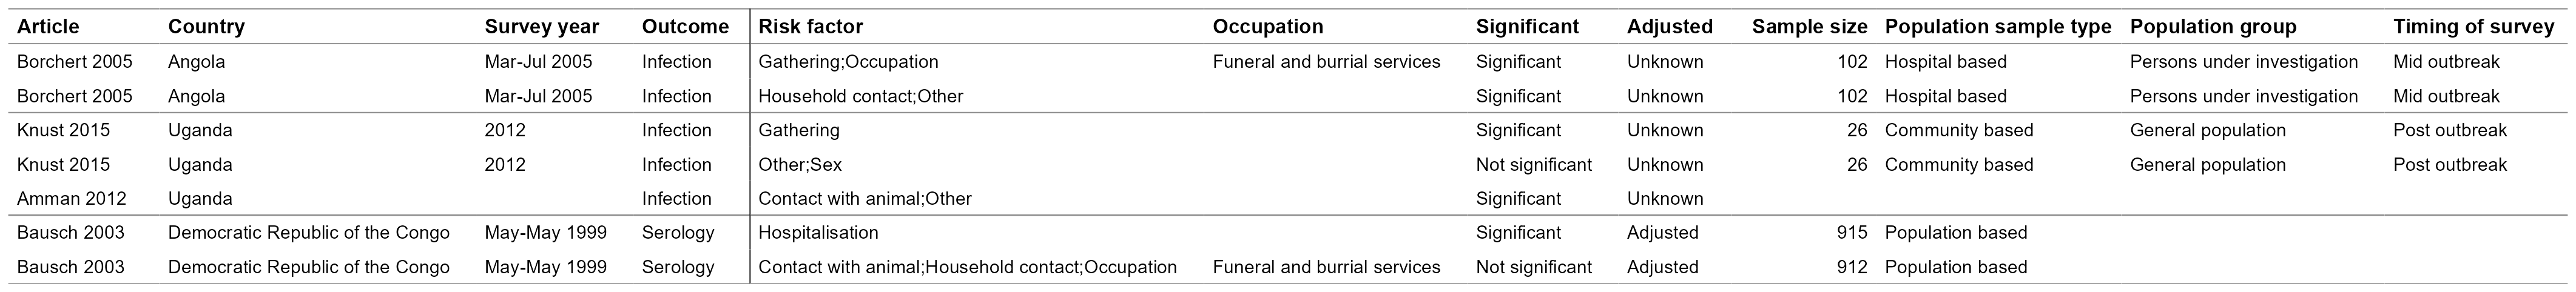 Article Country Survey year Outcome Risk factor Occupation Significant Adjusted Sample size Population sample type Population group Timing of survey
Borchert 2005 Angola Mar-Jul 2005 Infection Gathering;Occupation Funeral and burrial services Significant Unknown 102 Hospital based Persons under investigation Mid outbreak
Borchert 2005 Angola Mar-Jul 2005 Infection Household contact;Other Significant Unknown 102 Hospital based Persons under investigation Mid outbreak
Knust 2015 Uganda 2012 Infection Gathering Significant Unknown 26 Community based General population Post outbreak
Knust 2015 Uganda 2012 Infection Other;Sex Not significant Unknown 26 Community based General population Post outbreak
Amman 2012 Uganda Infection Contact with animal;Other Significant Unknown
Bausch 2003 Democratic Republic of the Congo May-May 1999 Serology Hospitalisation Significant Adjusted 915 Population based
Bausch 2003 Democratic Republic of the Congo May-May 1999 Serology Contact with animal;Household contact;Occupation Funeral and burrial services Not significant Adjusted 912 Population based